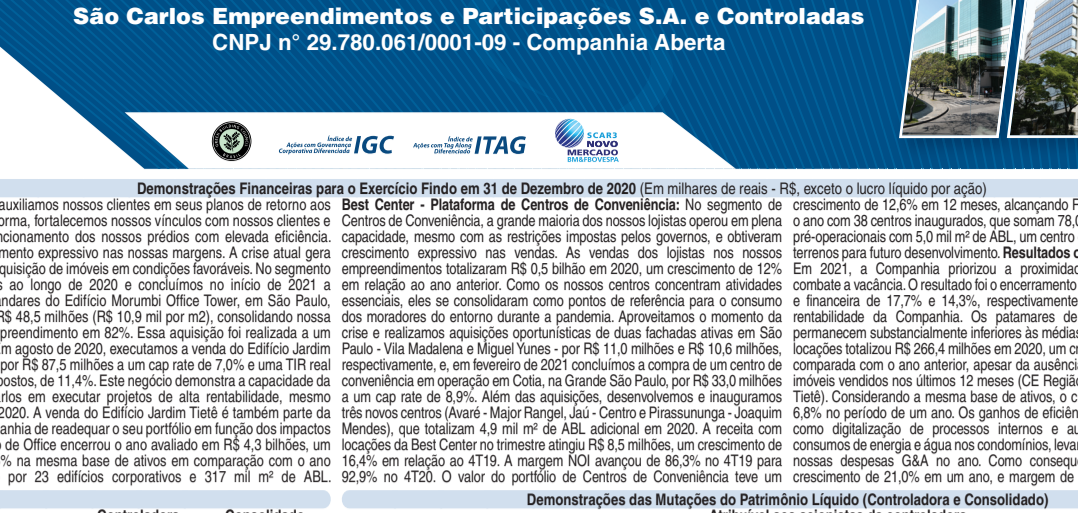 São Carlos Empreendimentos e Participações S.A. e Controladas
CNPJ n° 29.780.061/0001-09 - Companhia Aberta
Índice de
Ações com Governança
Corporativa Diferenciada IGC
Índice de
Ações com Tag Along
Diferenciado ITAG
SCAR3
NOVO
MERCADO
BM&FBOVESPA
Demonstrações Financeiras para o Exercício Findo em 31 de Dezembro de 2020 (Em milhares de reais - R$, exceto o lucro líquido por ação)
auxiliamos nossos clientes em seus planos de retorno aos
orma, fortalecemos nossos vínculos com nossos clientes e
ncionamento dos nossos prédios com elevada eficiência.
mento expressivo nas nossas margens. A crise atual gera
quisição de imóveis em condições favoráveis. No segmento
s ao longo de 2020 e concluímos no início de 2021 a
andares do Edifício Morumbi Office Tower, em São Paulo,
R$ 48,5 milhões (R$ 10,9 mil por m2), consolidando nossa
preendimento em 82%. Essa aquisição foi realizada a um
m agosto de 2020, executamos a venda do Edifício Jardim
por R$ 87,5 milhões a um cap rate de 7,0% e uma TIR real
postos, de 11,4%. Este negócio demonstra a capacidade da
rlos em executar projetos de alta rentabilidade, mesmo
2020. A venda do Edifício Jardim Tietê é também parte da
anhia de readequar o seu portfólio em função dos impactos
o de Office encerrou o ano avaliado em R$ 4,3 bilhões, um
% na mesma base de ativos em comparação com o ano
por 23 edifícios corporativos e 317 mil m² de ABL.
Best Center - Plataforma de Centros de Conveniência: No segmento de
Centros de Conveniência, a grande maioria dos nossos lojistas operou em plena
capacidade, mesmo com as restrições impostas pelos governos, e obtiveram
crescimento expressivo nas vendas. As vendas dos lojistas nos nossos
empreendimentos totalizaram R$ 0,5 bilhão em 2020, um crescimento de 12%
em relação ao ano anterior. Como os nossos centros concentram atividades
essenciais, eles se consolidaram como pontos de referência para o consumo
dos moradores do entorno durante a pandemia. Aproveitamos o momento da
crise e realizamos aquisições oportunísticas de duas fachadas ativas em São
Paulo - Vila Madalena e Miguel Yunes - por R$ 11,0 milhões e R$ 10,6 milhões,
respectivamente, e, em fevereiro de 2021 concluímos a compra de um centro de
conveniência em operação em Cotia, na Grande São Paulo, por R$ 33,0 milhões
a um cap rate de 8,9%. Além das aquisições, desenvolvemos e inauguramos
três novos centros (Avaré - Major Rangel, Jaú - Centro e Pirassununga - Joaquim
Mendes), que totalizam 4,9 mil m² de ABL adicional em 2020. A receita com
locações da Best Center no trimestre atingiu R$ 8,5 milhões, um crescimento de
16,4% em relação ao 4T19. A margem NOI avançou de 86,3% no 4T19 para
92,9% no 4T20. O valor do portfólio de Centros de Conveniência teve um
crescimento de 12,6% em 12 meses, alcançando R
o ano com 38 centros inaugurados, que somam 78,0
pré-operacionais com 5,0 mil m² de ABL, um centro
terrenos para futuro desenvolvimento. Resultados o
Em 2021, a Companhia priorizou a proximidad
combate a vacância. O resultado foi o encerramento
e financeira de 17,7% e 14,3%, respectivamente
rentabilidade da Companhia. Os patamares de
permanecem substancialmente inferiores às médias
locações totalizou R$ 266,4 milhões em 2020, um cr
comparada com o ano anterior, apesar da ausência
imóveis vendidos nos últimos 12 meses (CE Região
Tietê). Considerando a mesma base de ativos, o c
6,8% no período de um ano. Os ganhos de eficiên
como digitalização de processos internos e au
consumos de energia e água nos condomínios, levar
nossas despesas G&A no ano. Como consequ
crescimento de 21,0% em um ano, e margem de
Demonstrações das Mutações do Patrimônio Líquido (Controladora e Consolidado)
Controladora Consolidado
Atribuível aos acionistas da controladora